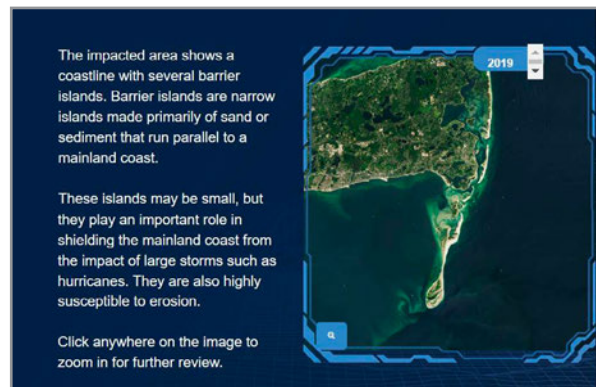 The impacted area shows a
coastline with several barrier
islands. Barrier islands are narrow
islands made primarily of sand or
sediment that run parallel to a
mainland coast.
These islands may be small, but
they play an important role in
shielding the mainland coast from
the impact of large storms such as
hurricanes. They are also highly
susceptible to erosion.
Click anywhere on the image to
zoom in for further review.
2019